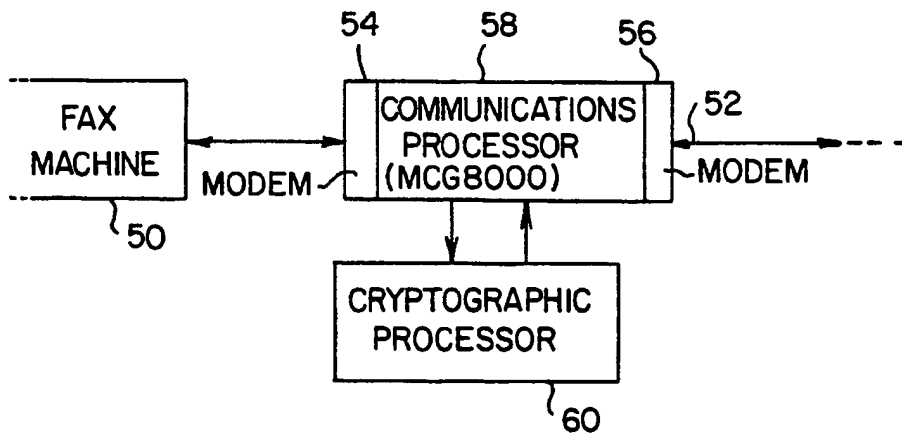 54
58
56
FAX
MACHINE
COMMUNICATIONS
PROCESSOR
(MCG8000)
52
MODEM
MODEM
50
CRYPTOGRAPHIC
PROCESSOR
60